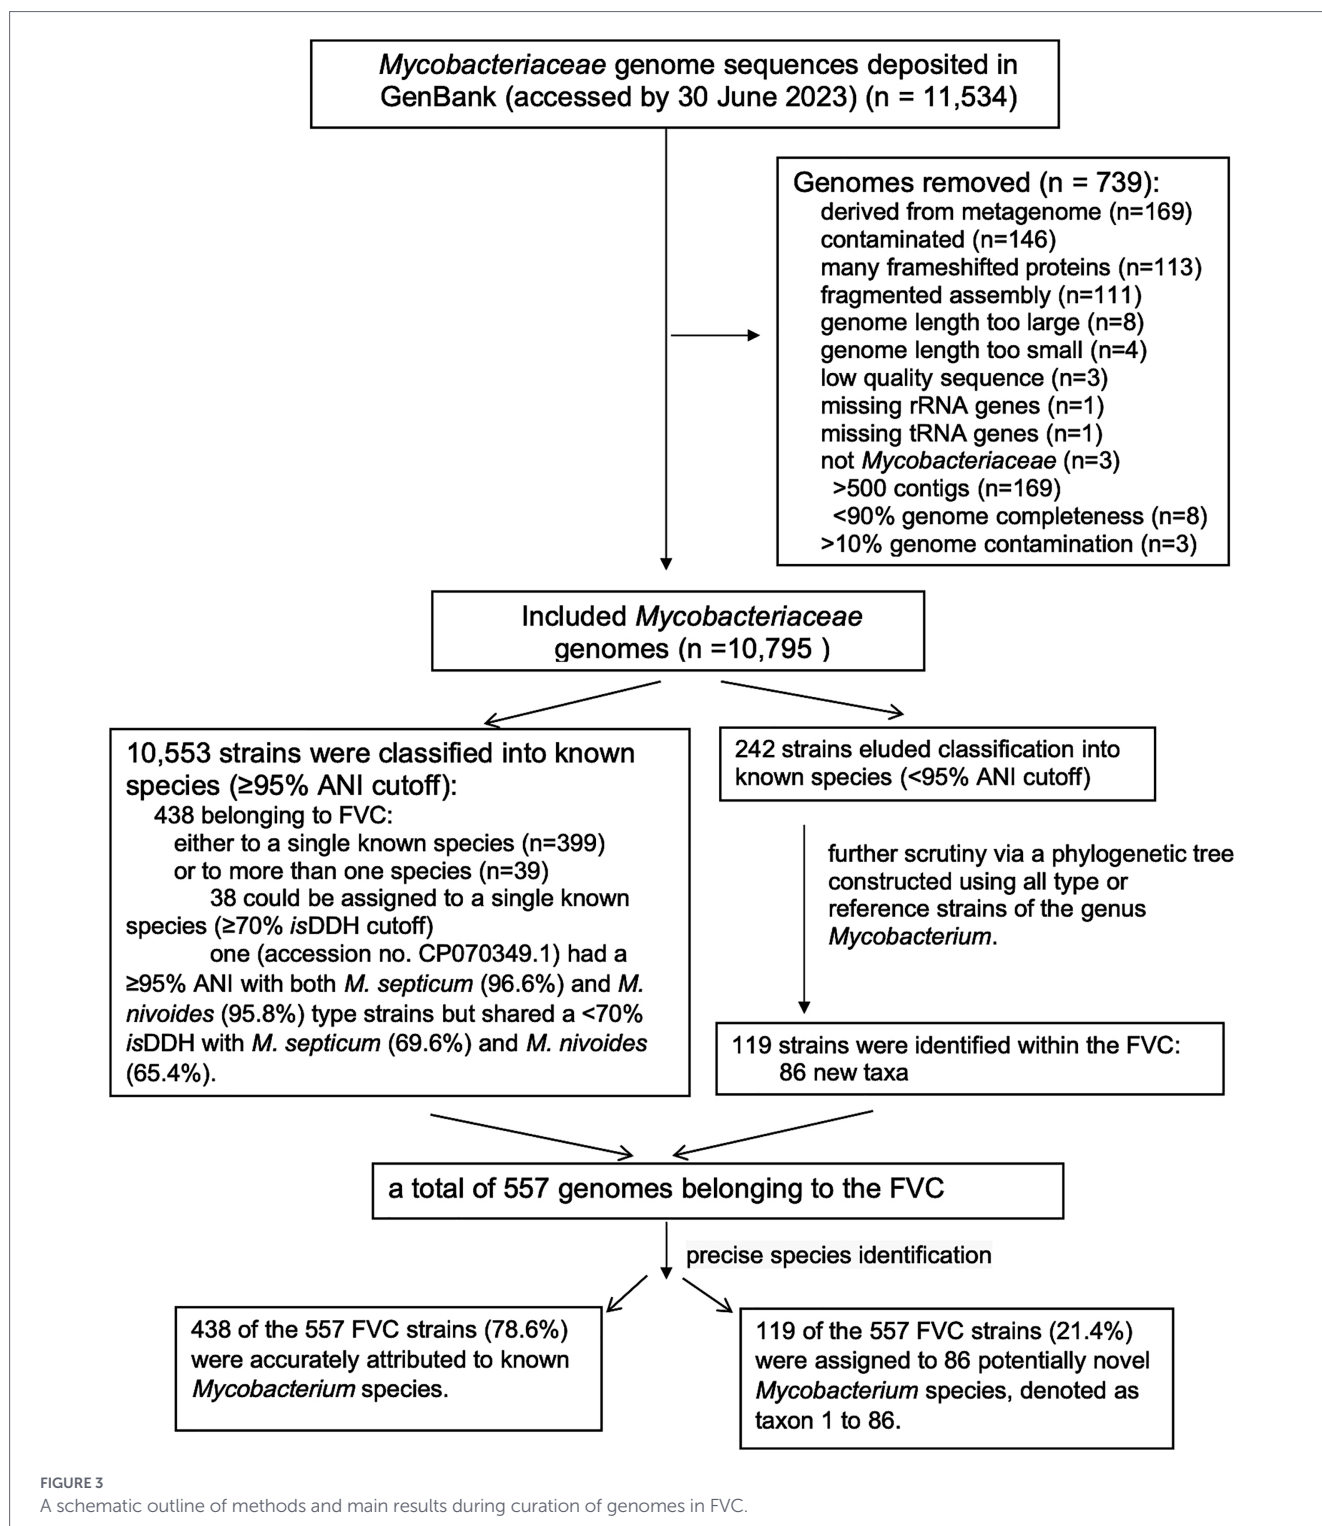 Mycobacteriaceae genome sequences deposited in
GenBank (accessed by 30 June 2023) (n = 11,534)
Genomes removed (n = 739):
derived from metagenome (n=169)
contaminated (n=146)
many frameshifted proteins (n=113)
fragmented assembly (n=111)
genome length too large (n=8)
genome length too small (n=4)
low quality sequence (n=3)
missing rRNA genes (n=1)
missing tRNA genes (n=1)
not Mycobacteriaceae (n=3)
>500 contigs (n=169)
<90% genome completeness (n=8)
>10% genome contamination (n=3)
Included Mycobacteriaceae
genomes (n =10,795 )
10,553 strains were classified into known
species (≥95% ANI cutoff):
438 belonging to FVC:
either to a single known species (n=399)
or to more than one species (n=39)
38 could be assigned to a single known
species (≥70% isDDH cutoff)
one (accession no. CP070349.1) had a
≥95% ANI with both M. septicum (96.6%) and M.
nivoides (95.8%) type strains but shared a <70%
isDDH with M. septicum (69.6%) and M. nivoides
(65.4%).
242 strains eluded classification into
known species (<95% ANI cutoff)
further scrutiny via a phylogenetic tree
constructed using all type or
reference strains of the genus
Mycobacterium.
119 strains were identified within the FVC:
86 new taxa
a total of 557 genomes belonging to the FVC
precise species identification
438 of the 557 FVC strains (78.6%)
were accurately attributed to known
Mycobacterium species.
119 of the 557 FVC strains (21.4%)
were assigned to 86 potentially novel
Mycobacterium species, denoted as
taxon 1 to 86.
FIGURE 3
A schematic outline of methods and main results during curation of genomes in FVC.